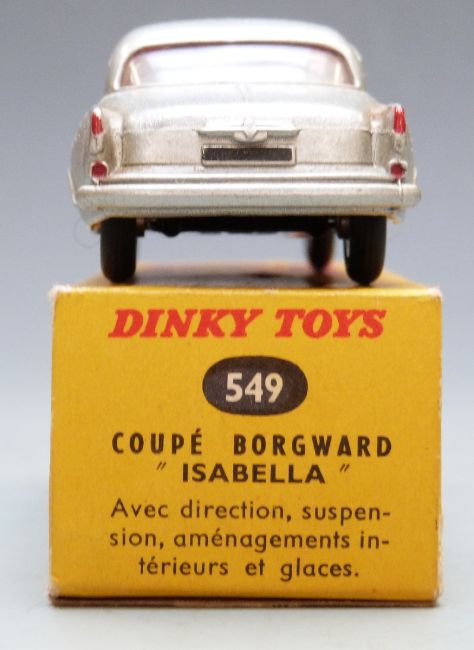 DINKY TOYS
549
COUPÉ BORGWARD
" ISABELLA "
Avec direction, suspen-
sion, aménagements in-
térieurs et glaces.